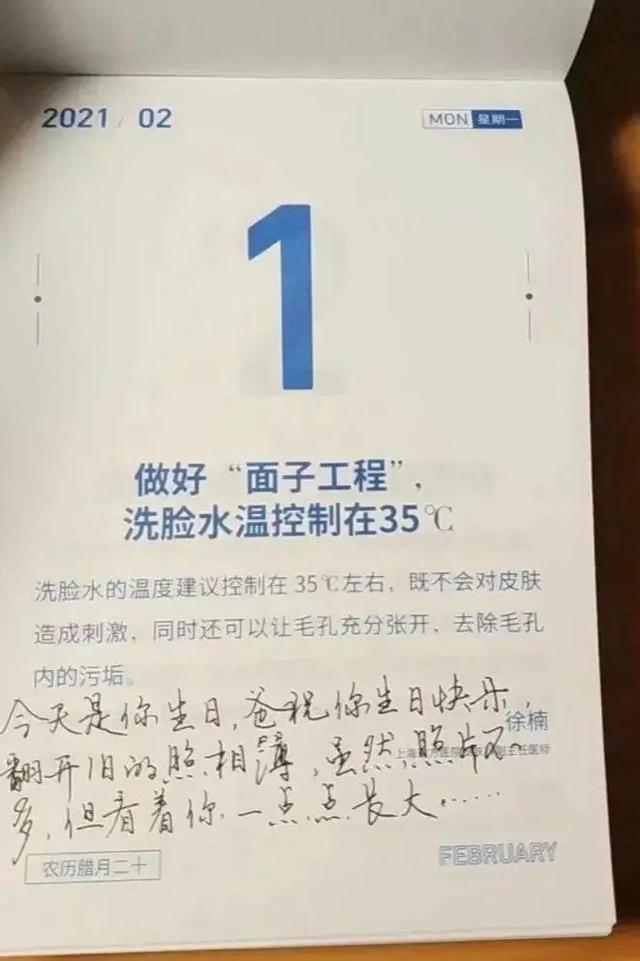 2021 / 02
MON 星期一
1
做好“面子工程”，
洗脸水温控制在35℃
洗脸水的温度建议控制在 35℃左右，既不会对皮肤
造成刺激，同时还可以让毛孔充分张开、去除毛孔
内的污垢。
今天是你生日，爸祝你生日快乐，
徐楠
翻开旧的照相薄，虽然照片不
上海 医院 副主任医师
多，但看着你一点点长大……
农历腊月二十
FEBRUARY